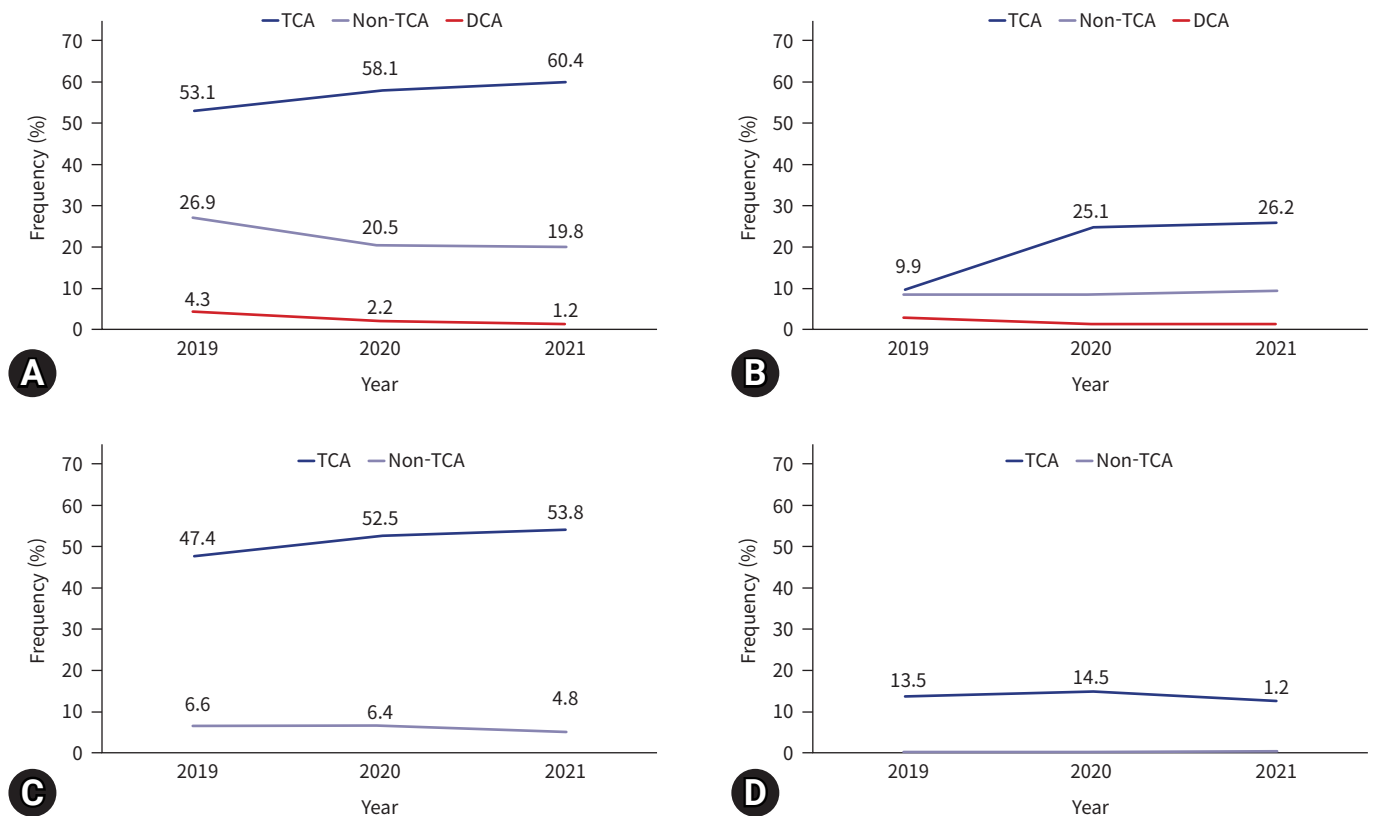 TCA Non-TCA DCA
70
60
50
40
30
20
10
0
Frequency (%)
53.1 58.1 60.4
26.9 20.5 19.8
4.3 2.2 1.2
2019 2020 2021
Year
A
TCA Non-TCA DCA
70
60
50
40
30
20
10
0
Frequency (%)
9.9 25.1 26.2
2019 2020 2021
Year
B
TCA Non-TCA
70
60
50
40
30
20
10
0
Frequency (%)
47.4 52.5 53.8
6.6 6.4 4.8
2019 2020 2021
Year
C
TCA Non-TCA
70
60
50
40
30
20
10
0
Frequency (%)
13.5 14.5 1.2
2019 2020 2021
Year
D